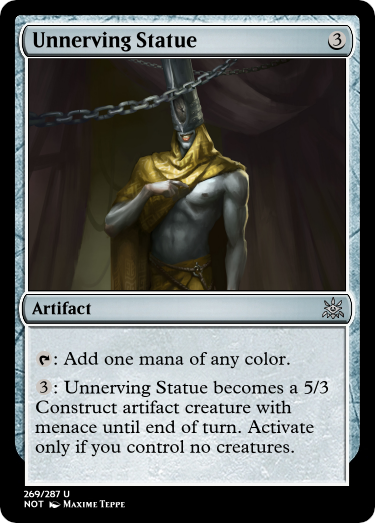 Unnerving Statue 3
Artifact
: Add one mana of any color.
3: Unnerving Statue becomes a 5/3
Construct artifact creature with
menace until end of turn. Activate
only if you control no creatures.
269/287 U
NOT Maxime Teppe